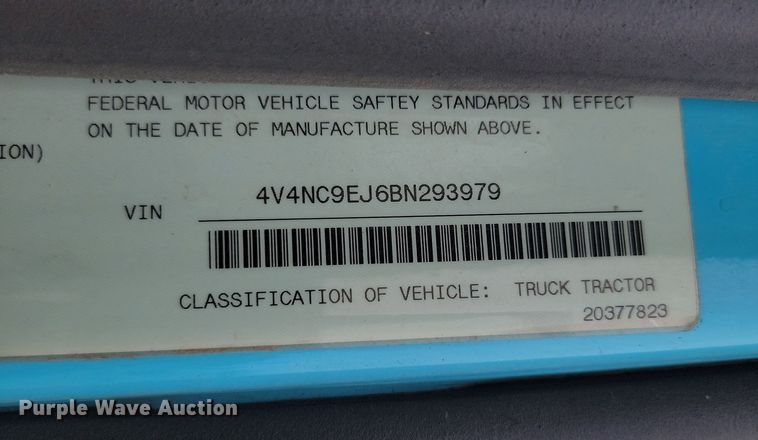 THIS
FEDERAL MOTOR VEHICLE SAFTEY STANDARDS IN EFFECT
ON THE DATE OF MANUFACTURE SHOWN ABOVE.
ION)
VIN 4V4NC9EJ6BN293979
CLASSIFICATION OF VEHICLE: TRUCK TRACTOR
20377823
Purple Wave Auction